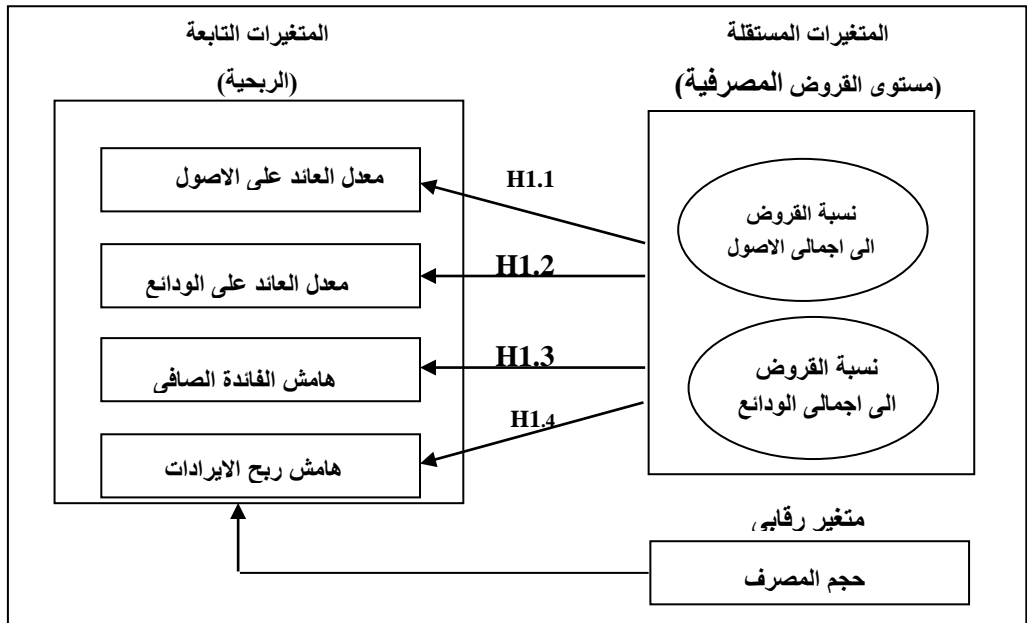 المتغيرات المستقلة
(مستوى القروض المصرفية)
نسبة القروض
الى اجمالى الاصول
نسبة القروض
الى اجمالى الودائع
متغير رقابى
حجم المصرف
H1.1
H1.2
H1.3
H1.4
المتغيرات التابعة
(الربحية)
معدل العائد على الاصول
معدل العائد على الودائع
هامش الفائدة الصافى
هامش ربح الايرادات